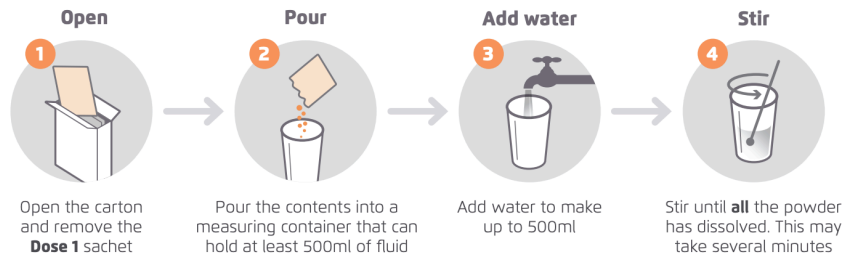 Open
1
Open the carton
and remove the
Dose 1 sachet
Pour
2
Pour the contents into a
measuring container that can
hold at least 500ml of fluid
Add water
3
Add water to make
up to 500ml
Stir
4
Stir until all the powder
has dissolved. This may
take several minutes